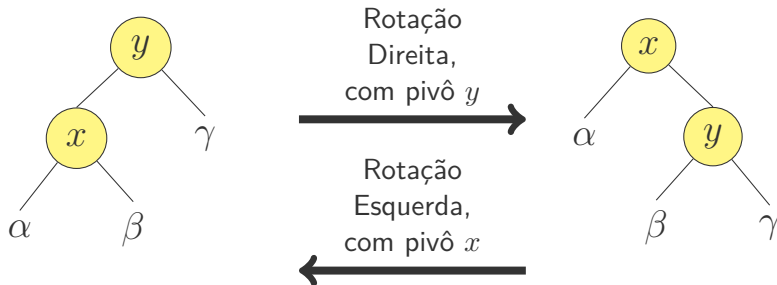 y
x
γ
α
β
Rotação
Direita,
com pivô y
Rotação
Esquerda,
com pivô x
x
α
y
β
γ